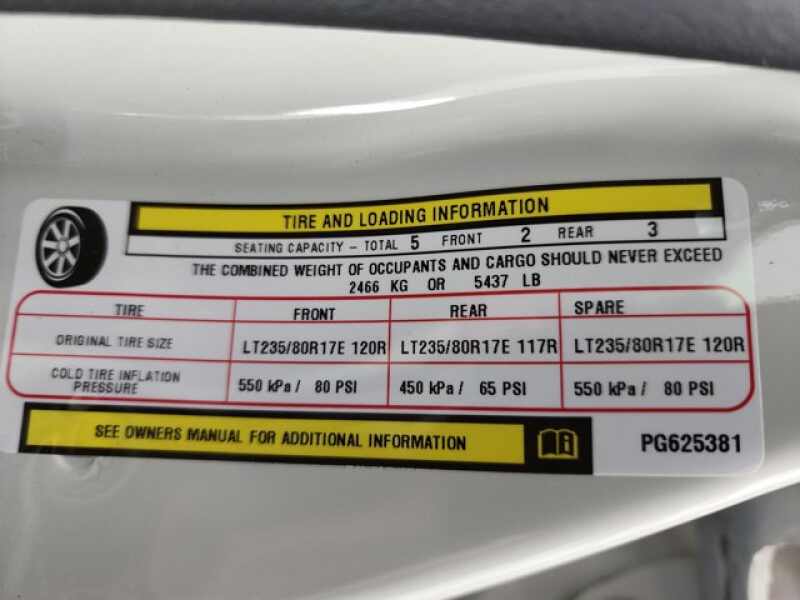 TIRE AND LOADING INFORMATION
SEATING CAPACITY - TOTAL 5 FRONT 2 REAR 3
THE COMBINED WEIGHT OF OCCUPANTS AND CARGO SHOULD NEVER EXCEED
2466 KG OR 5437 LB
TIRE FRONT REAR SPARE
ORIGINAL TIRE SIZE LT235/80R17E 120R LT235/80R17E 117R LT235/80R17E 120R
COLD TIRE INFLATION
PRESSURE 550 kPa / 80 PSI 450 kPa / 65 PSI 550 kPa / 80 PSI
SEE OWNERS MANUAL FOR ADDITIONAL INFORMATION PG625381